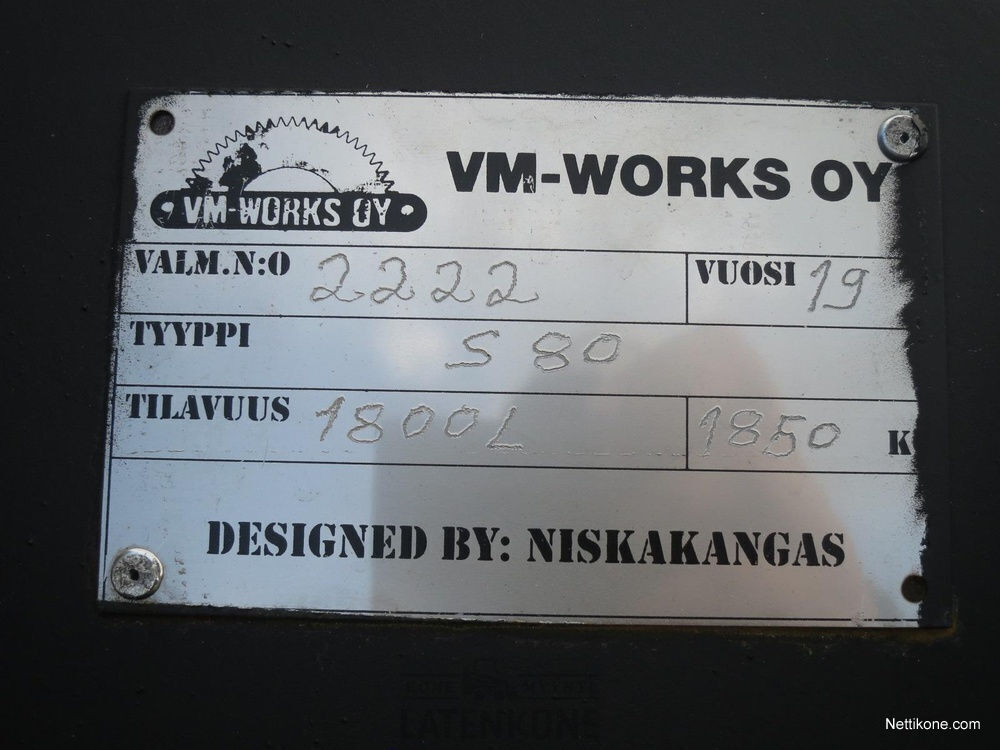 VM-WORKS OY
VM-WORKS OY
VALM.N:O 2222 VUOSI 19
TYYPPI S 80
TILAVUUS 1800L 1850 K
DESIGNED BY: NISKAKANGAS
LATENKONE
Nettikone.com